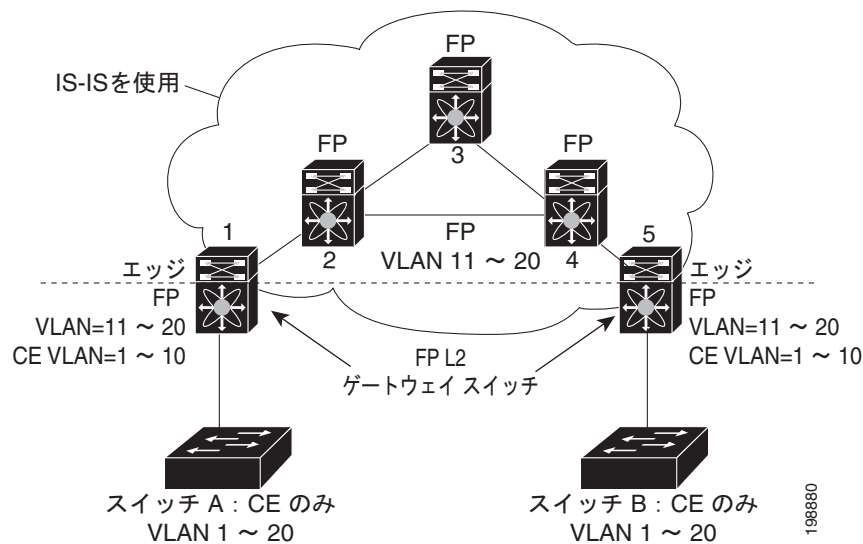 FP
IS-ISを使用
3
FP
FP
1
2
FP
VLAN 11 ～ 20
4
5
エッジ
FP
VLAN=11 ～ 20
CE VLAN=1 ～ 10
エッジ
FP
VLAN=11 ～ 20
CE VLAN=1 ～ 10
FP L2
ゲートウェイ スイッチ
スイッチ A : CE のみ
VLAN 1 ～ 20
スイッチ B : CE のみ
VLAN 1 ～ 20
198880